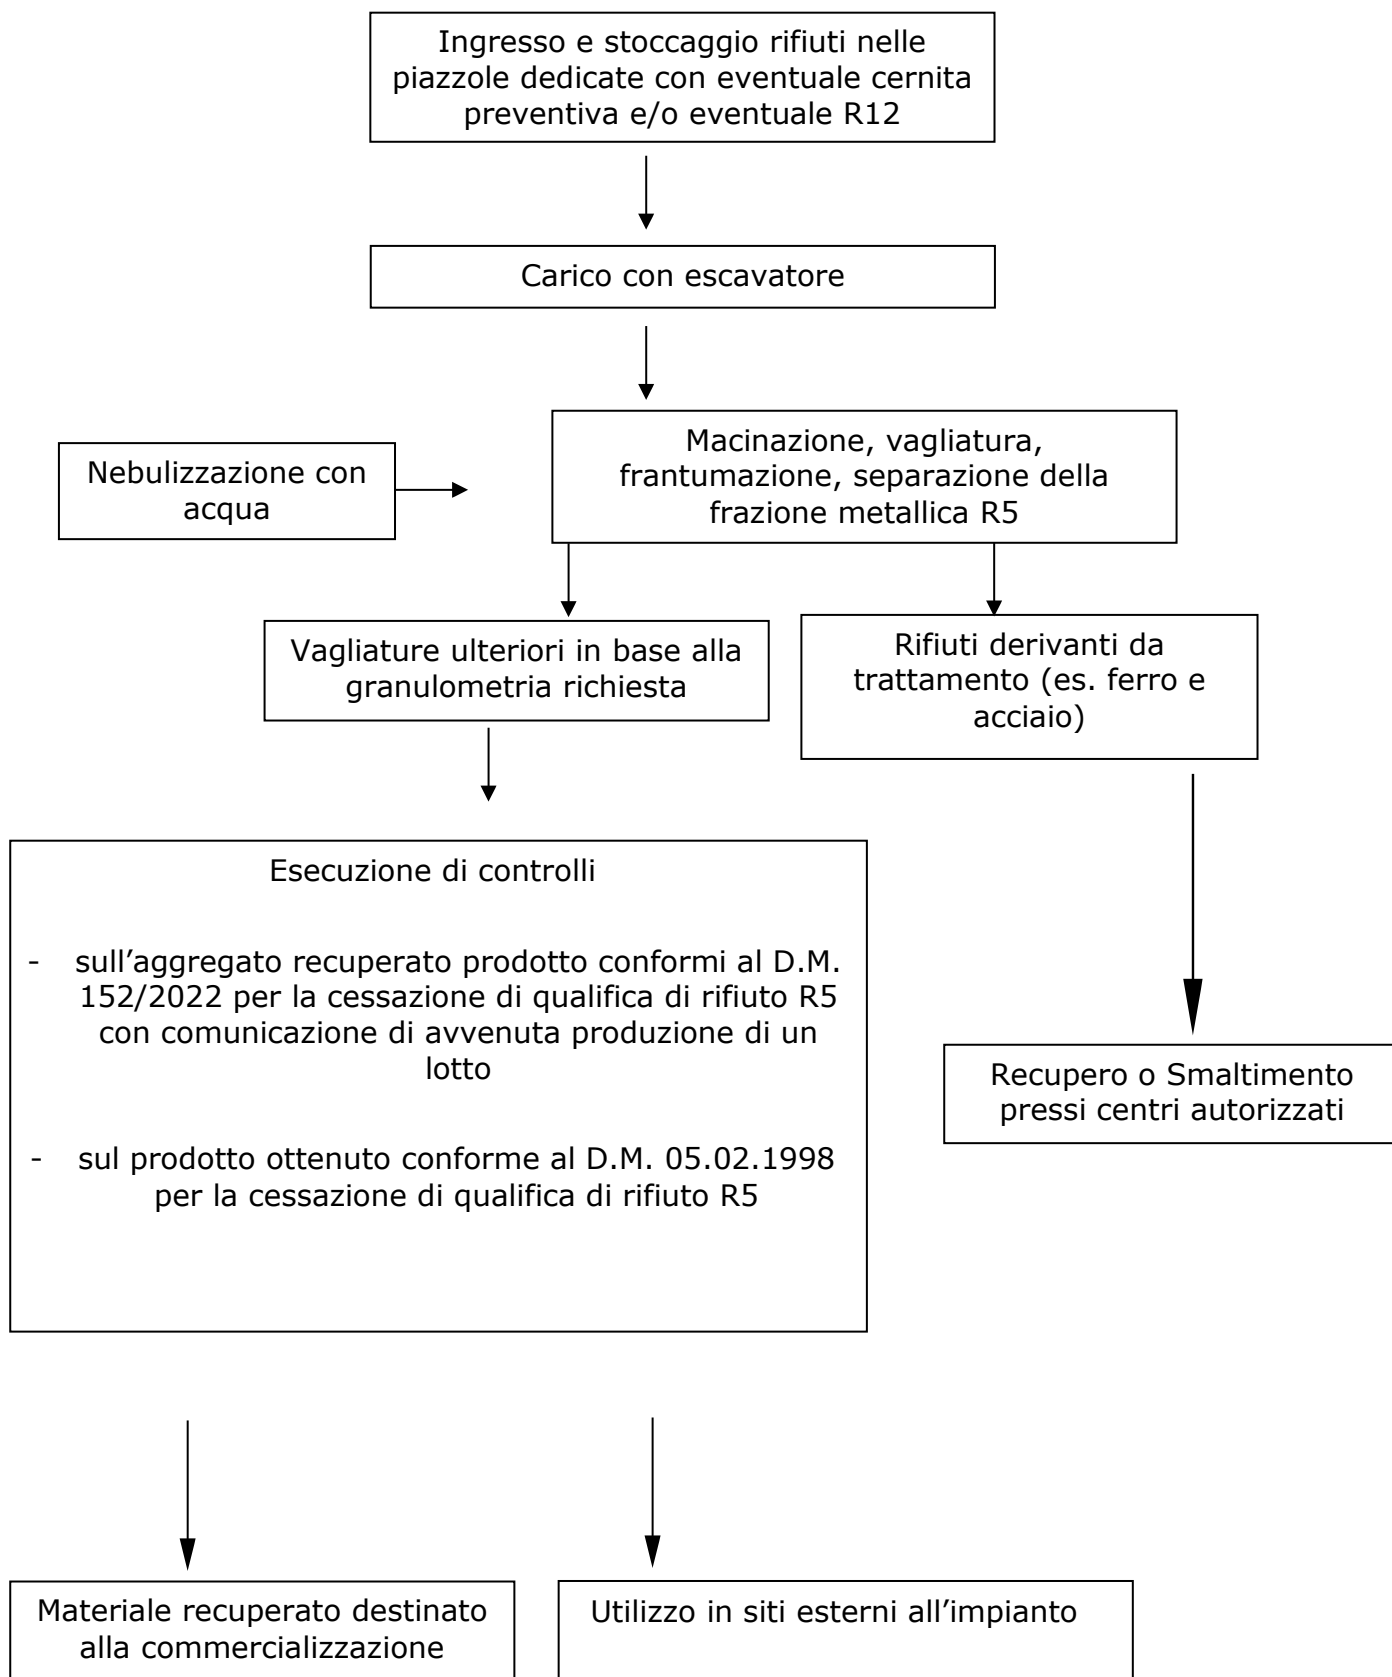 Ingresso e stoccaggio rifiuti nelle
piazzole dedicate con eventuale cernita
preventiva e/o eventuale R12
Carico con escavatore
Nebulizzazione con
acqua
Macinazione, vagliatura,
frantumazione, separazione della
frazione metallica R5
Vagliature ulteriori in base alla
granulometria richiesta
Rifiuti derivanti da
trattamento (es. ferro e
acciaio)
Esecuzione di controlli
- sull’aggregato recuperato prodotto conformi al D.M.
152/2022 per la cessazione di qualifica di rifiuto R5
con comunicazione di avvenuta produzione di un
lotto
- sul prodotto ottenuto conforme al D.M. 05.02.1998
per la cessazione di qualifica di rifiuto R5
Recupero o Smaltimento
pressi centri autorizzati
Materiale recuperato destinato
alla commercializzazione
Utilizzo in siti esterni all’impianto